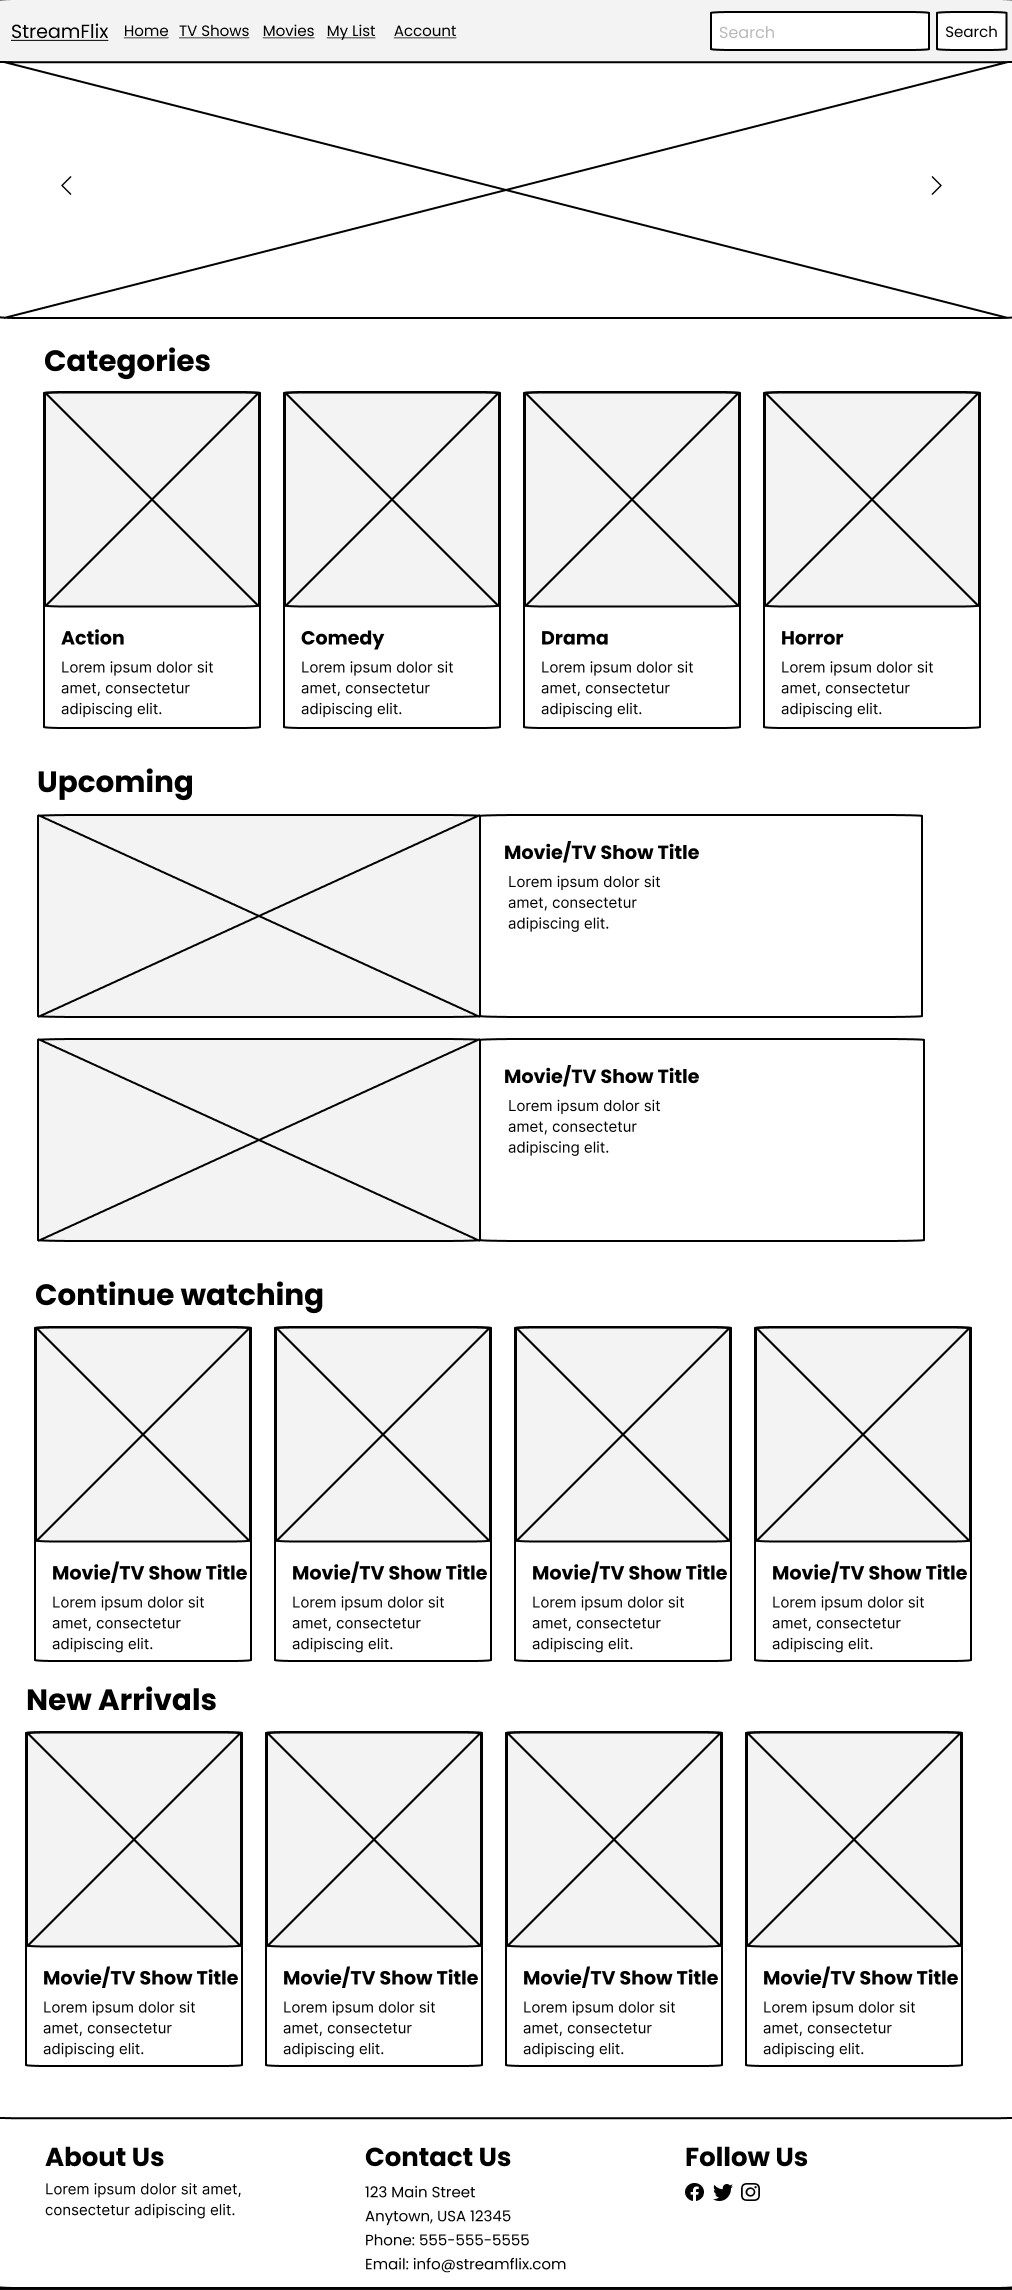 StreamFlix Home TV Shows Movies My List Account Search Search
Categories
Action Comedy Drama Horror
Lorem ipsum dolor sit Lorem ipsum dolor sit Lorem ipsum dolor sit Lorem ipsum dolor sit
amet, consectetur amet, consectetur amet, consectetur amet, consectetur
adipiscing elit. adipiscing elit. adipiscing elit. adipiscing elit.
Upcoming
Movie/TV Show Title
Lorem ipsum dolor sit
amet, consectetur
adipiscing elit.
Movie/TV Show Title
Lorem ipsum dolor sit
amet, consectetur
adipiscing elit.
Continue watching
Movie/TV Show Title Movie/TV Show Title Movie/TV Show Title Movie/TV Show Title
Lorem ipsum dolor sit Lorem ipsum dolor sit Lorem ipsum dolor sit Lorem ipsum dolor sit
amet, consectetur amet, consectetur amet, consectetur amet, consectetur
adipiscing elit. adipiscing elit. adipiscing elit. adipiscing elit.
New Arrivals
Movie/TV Show Title Movie/TV Show Title Movie/TV Show Title Movie/TV Show Title
Lorem ipsum dolor sit Lorem ipsum dolor sit Lorem ipsum dolor sit Lorem ipsum dolor sit
amet, consectetur amet, consectetur amet, consectetur amet, consectetur
adipiscing elit. adipiscing elit. adipiscing elit. adipiscing elit.
About Us
Lorem ipsum dolor sit amet,
consectetur adipiscing elit.
Contact Us
123 Main Street
Anytown, USA 12345
Phone: 555-555-5555
Email: info@streamflix.com
Follow Us